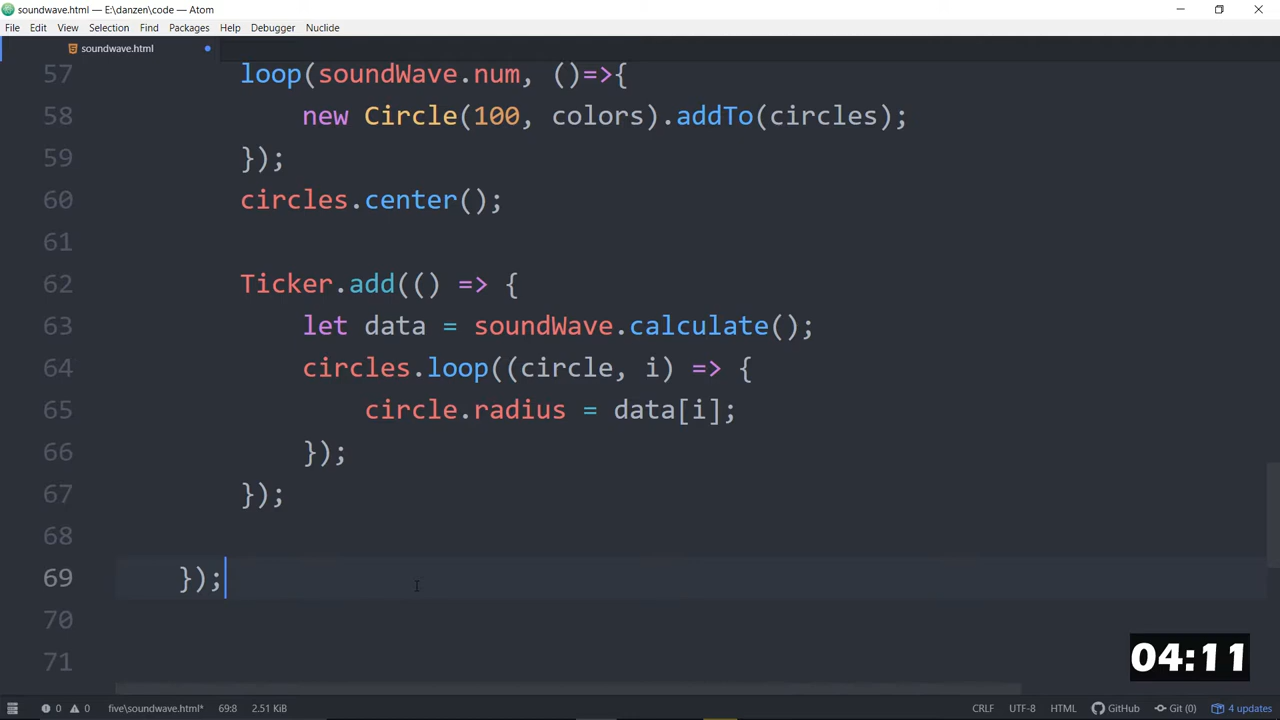 soundwave.html — E:\danzen\code — Atom
File Edit View Selection Find Packages Help Debugger Nuclide
soundwave.html
57 loop(soundWave.num, ()=>{
58 new Circle(100, colors).addTo(circles);
59 });
60 circles.center();
61
62 Ticker.add(() => {
63 let data = soundWave.calculate();
64 circles.loop((circle, i) => {
65 circle.radius = data[i];
66 });
67 });
68
69 });
70
71
04:11
0 0 five\soundwave.html* 69:8 2.51 KiB CRLF UTF-8 HTML GitHub Git (0) 4 updates